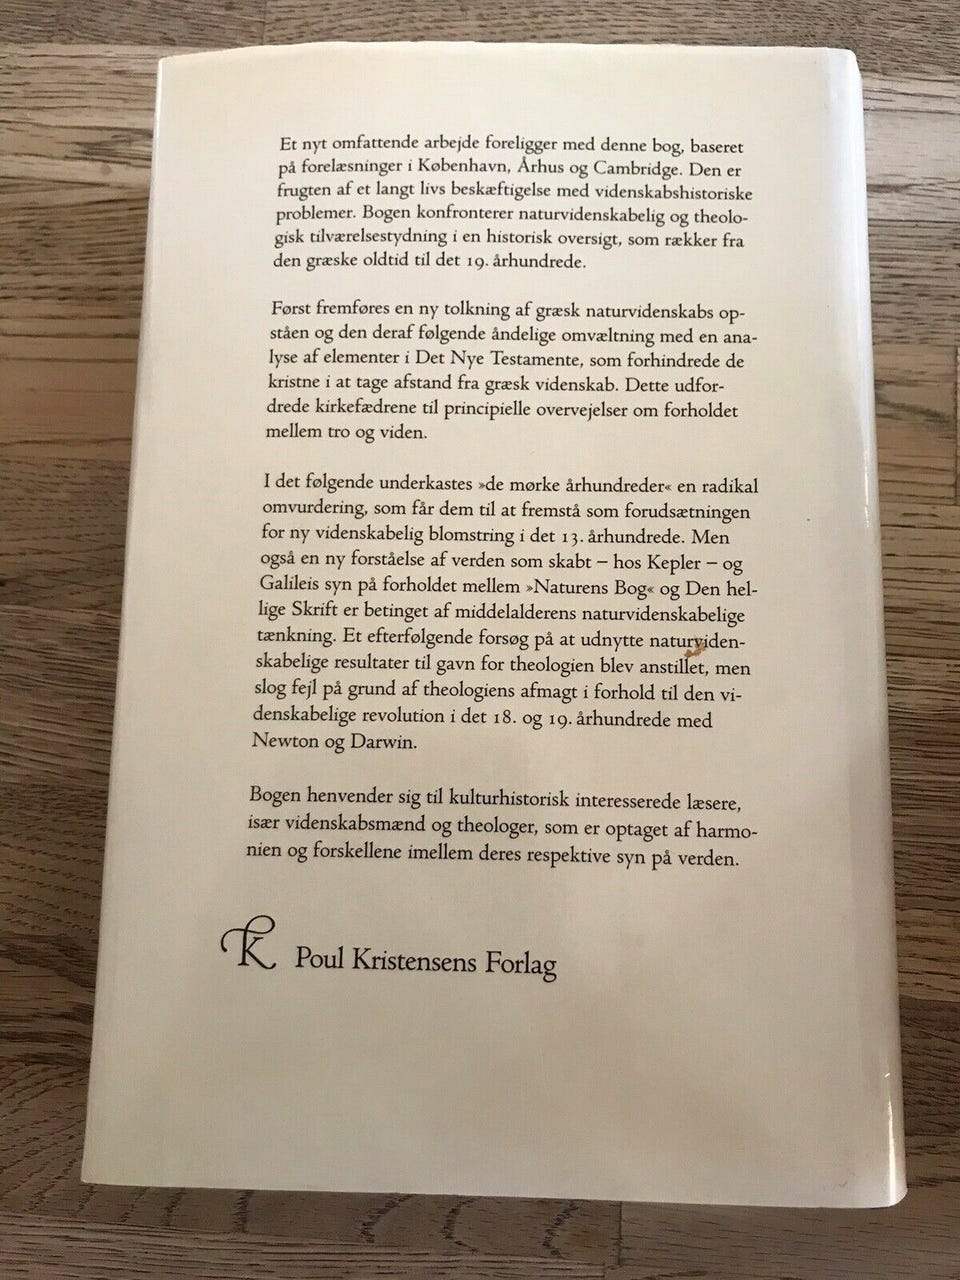 Et nyt omfattende arbejde foreligger med denne bog, baseret
på forelæsninger i København, Århus og Cambridge. Den er
frugten af et langt livs beskæftigelse med videnskabshistoriske
problemer. Bogen konfronterer naturvidenskabelig og theolo-
gisk tilværelsestydning i en historisk oversigt, som rækker fra
den græske oldtid til det 19. århundrede.
Først fremføres en ny tolkning af græsk naturvidenskabs op-
ståen og den deraf følgende åndelige omvæltning med en ana-
lyse af elementer i Det Nye Testamente, som forhindrede de
kristne i at tage afstand fra græsk videnskab. Dette udfor-
drede kirkefædrene til principielle overvejelser om forholdet
mellem tro og viden.
I det følgende underkastes »de mørke århundreder« en radikal
omvurdering, som får dem til at fremstå som forudsætningen
for ny videnskabelig blomstring i det 13. århundrede. Men
også en ny forståelse af verden som skabt – hos Kepler – og
Galileis syn på forholdet mellem »Naturens Bog« og Den hel-
lige Skrift er betinget af middelalderens naturvidenskabelige
tænkning. Et efterfølgende forsøg på at udnytte naturviden-
skabelige resultater til gavn for theologien blev anstillet, men
slog fejl på grund af theologiens afmagt i forhold til den vi-
denskabelige revolution i det 18. og 19. århundrede med
Newton og Darwin.
Bogen henvender sig til kulturhistorisk interesserede læsere,
især videnskabsmænd og theologer, som er optaget af harmo-
nien og forskellene imellem deres respektive syn på verden.
K Poul Kristensens Forlag